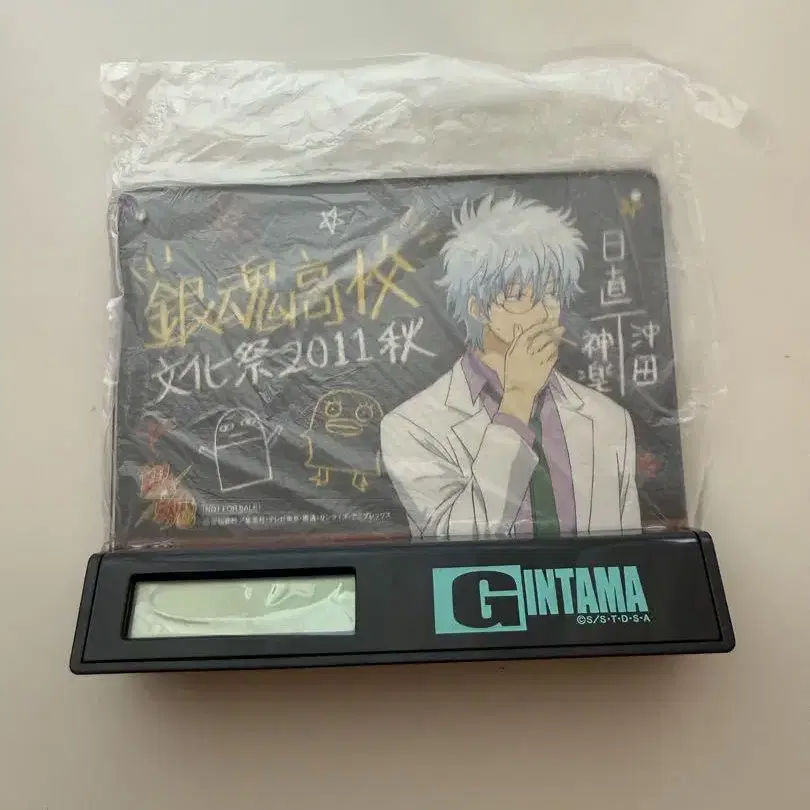 銀魂高校
文化祭2011秋
日直
沖田
神楽
NOT FOR SALE
GINTAMA
©S/S·T·D·S·A